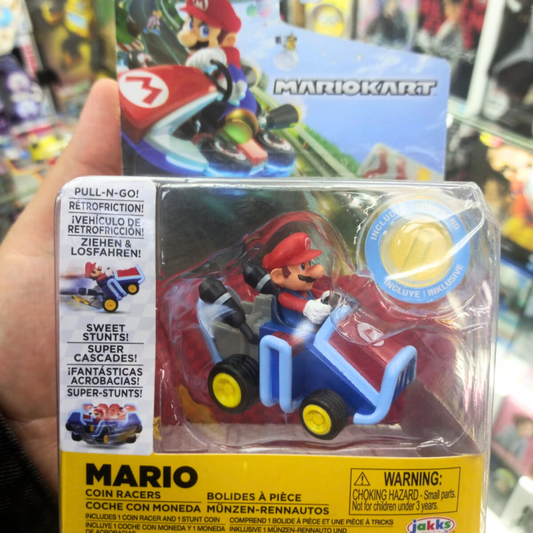 MARIOKART
M
PULL-N-GO!
RÉTROFRICTION!
¡VEHÍCULO DE
RETROFRICCIÓN!
ZIEHEN &
LOSFAHREN!
SWEET
STUNTS!
SUPER
CASCADES!
¡FANTÁSTICAS
ACROBACIAS!
SUPER-STUNTS!
INCLUYE | INKLUSIVE
MARIO
COIN RACERS
BOLIDES À PIÈCE
COCHE CON MONEDA
MÜNZEN-RENNAUTOS
INCLUDES 1 COIN RACER AND 1 STUNT COIN
COMPREND 1 BOLIDE À PIÈCE ET UNE PIÈCE À TRICKS
INCLUYE 1 COCHE CON MONEDA Y 1 MONEDA
INKLUSIVE 1 MÜNZEN-RENNAUTO UND
DE ACROBACIAS
WARNING:
CHOKING HAZARD - Small parts.
Not for children under 3 years.
jakks